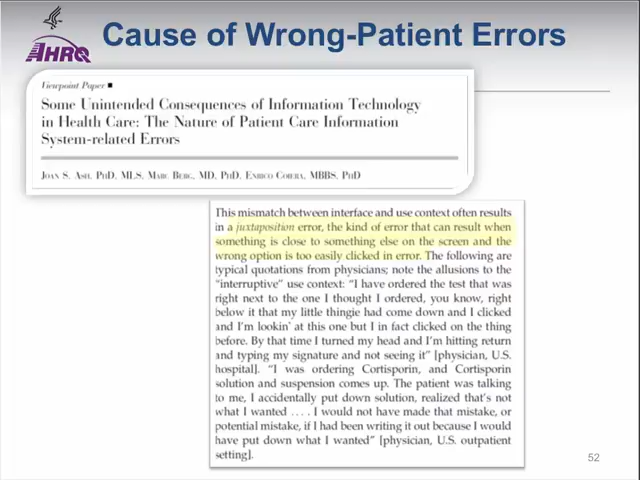 AHRQ
Cause of Wrong-Patient Errors
Viewpoint Paper ■
Some Unintended Consequences of Information Technology
in Health Care: The Nature of Patient Care Information
System-related Errors
JOAN S. ASH, PHD, MLS, MARC BERG, MD, PHD, ENRICO COIERA, MBBS, PHD
This mismatch between interface and use context often results
in a juxtaposition error, the kind of error that can result when
something is close to something else on the screen and the
wrong option is too easily clicked in error. The following are
typical quotations from physicians; note the allusions to the
“interruptive” use context: “I have ordered the test that was
right next to the one I thought I ordered, you know, right
below it that my little thingie had come down and I clicked
and I’m lookin’ at this one but I in fact clicked on the thing
before. By that time I turned my head and I’m hitting return
and typing my signature and not seeing it” [physician, U.S.
hospital]. “I was ordering Cortisporin, and Cortisporin
solution and suspension comes up. The patient was talking
to me, I accidentally put down solution, realized that’s not
what I wanted . . . . I would not have made that mistake, or
potential mistake, if I had been writing it out because I would
have put down what I wanted” [physician, U.S. outpatient
setting].
52